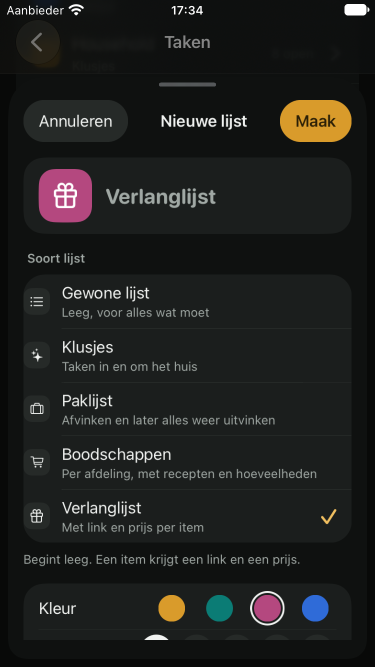 Aanbieder
17:34
Taken
Annuleren
Nieuwe lijst
Maak
Verlanglijst
Soort lijst
Gewone lijst
Leeg, voor alles wat moet
Klusjes
Taken in en om het huis
Paklijst
Afvinken en later alles weer uitvinken
Boodschappen
Per afdeling, met recepten en hoeveelheden
Verlanglijst
Met link en prijs per item
Begint leeg. Een item krijgt een link en een prijs.
Kleur